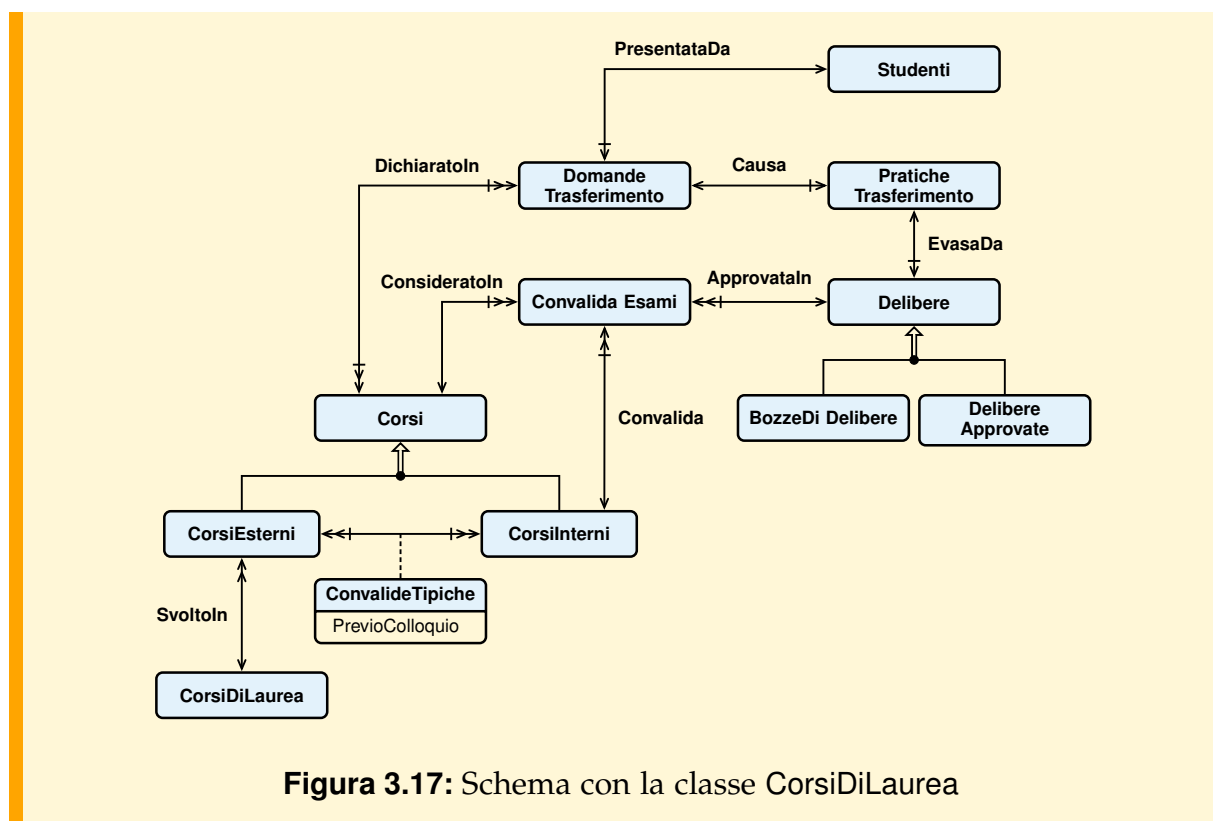 PresentataDa
Studenti
DichiaratoIn
Domande
Trasferimento
Causa
Pratiche
Trasferimento
EvasaDa
ConsideratoIn
Convalida Esami
ApprovataIn
Delibere
Corsi
Convalida
BozzeDi Delibere
Delibere
Approvate
CorsiEsterni
CorsiInterni
ConvalideTipiche
PrevioColloquio
SvoltoIn
CorsiDiLaurea
Figura 3.17: Schema con la classe CorsiDiLaurea